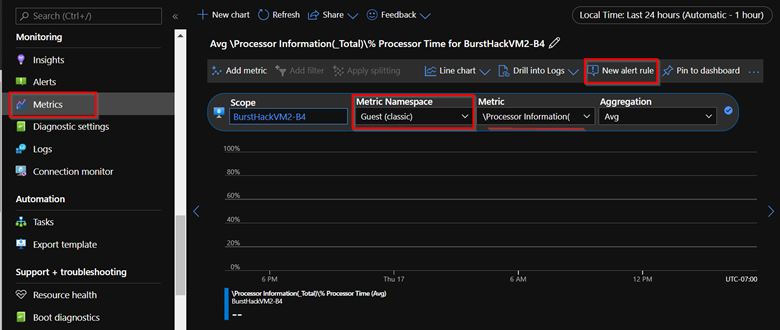 Search (Ctrl+/)
«
New chart Refresh Share Feedback
Local Time: Last 24 hours (Automatic - 1 hour)
Monitoring
Insights
Alerts
Metrics
Diagnostic settings
Logs
Connection monitor
Automation
Tasks
Export template
Support + troubleshooting
Resource health
Boot diagnostics
Avg \Processor Information(_Total)\% Processor Time for BurstHackVM2-B4
Add metric Add filter Apply splitting Line chart Drill into Logs New alert rule Pin to dashboard ...
Scope Metric Namespace Metric Aggregation
BurstHackVM2-B4 Guest (classic) \Processor Information( Avg
100%
80%
60%
40%
20%
0%
6 PM Thu 17 6 AM 12 PM UTC-07:00
\Processor Information(_Total)\% Processor Time (Avg)
BurstHackVM2-B4
--